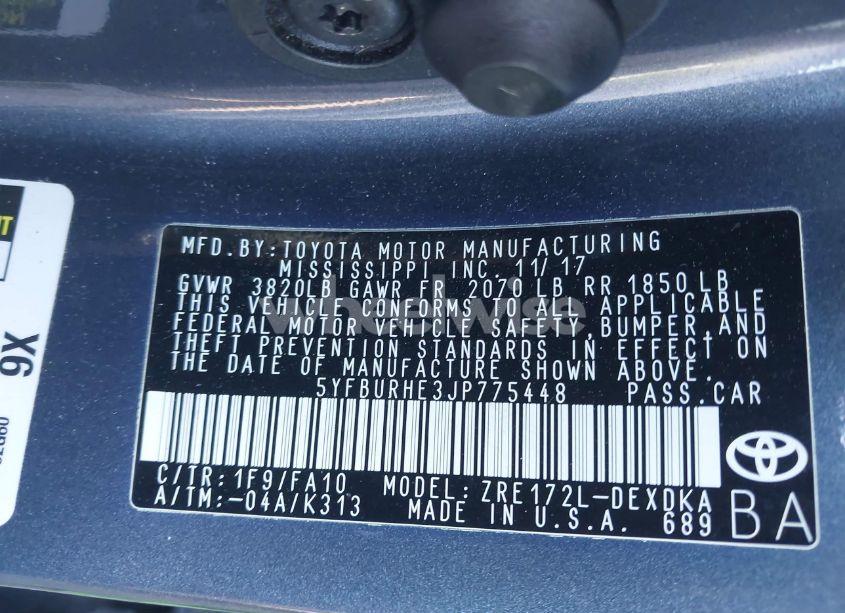 MFD.BY:TOYOTA MOTOR MANUFACTURING
MISSISSIPPI INC. 11/17
GVWR 3820LB GAWR FR 2070 LB RR 1850 LB
THIS VEHICLE CONFORMS TO ALL APPLICABLE
FEDERAL MOTOR VEHICLE SAFETY, BUMPER,AND
THEFT PREVENTION STANDARDS IN EFFECT ON
THE DATE OF MANUFACTURE SHOWN ABOVE.
5YFBURHE3JP775448 PASS.CAR
C/TR:1F9/FA10 MODEL:ZRE172L-DEXDKA
A/TM:-04A/K313 MADE IN U.S.A. 689
BA
wheelwise
9X